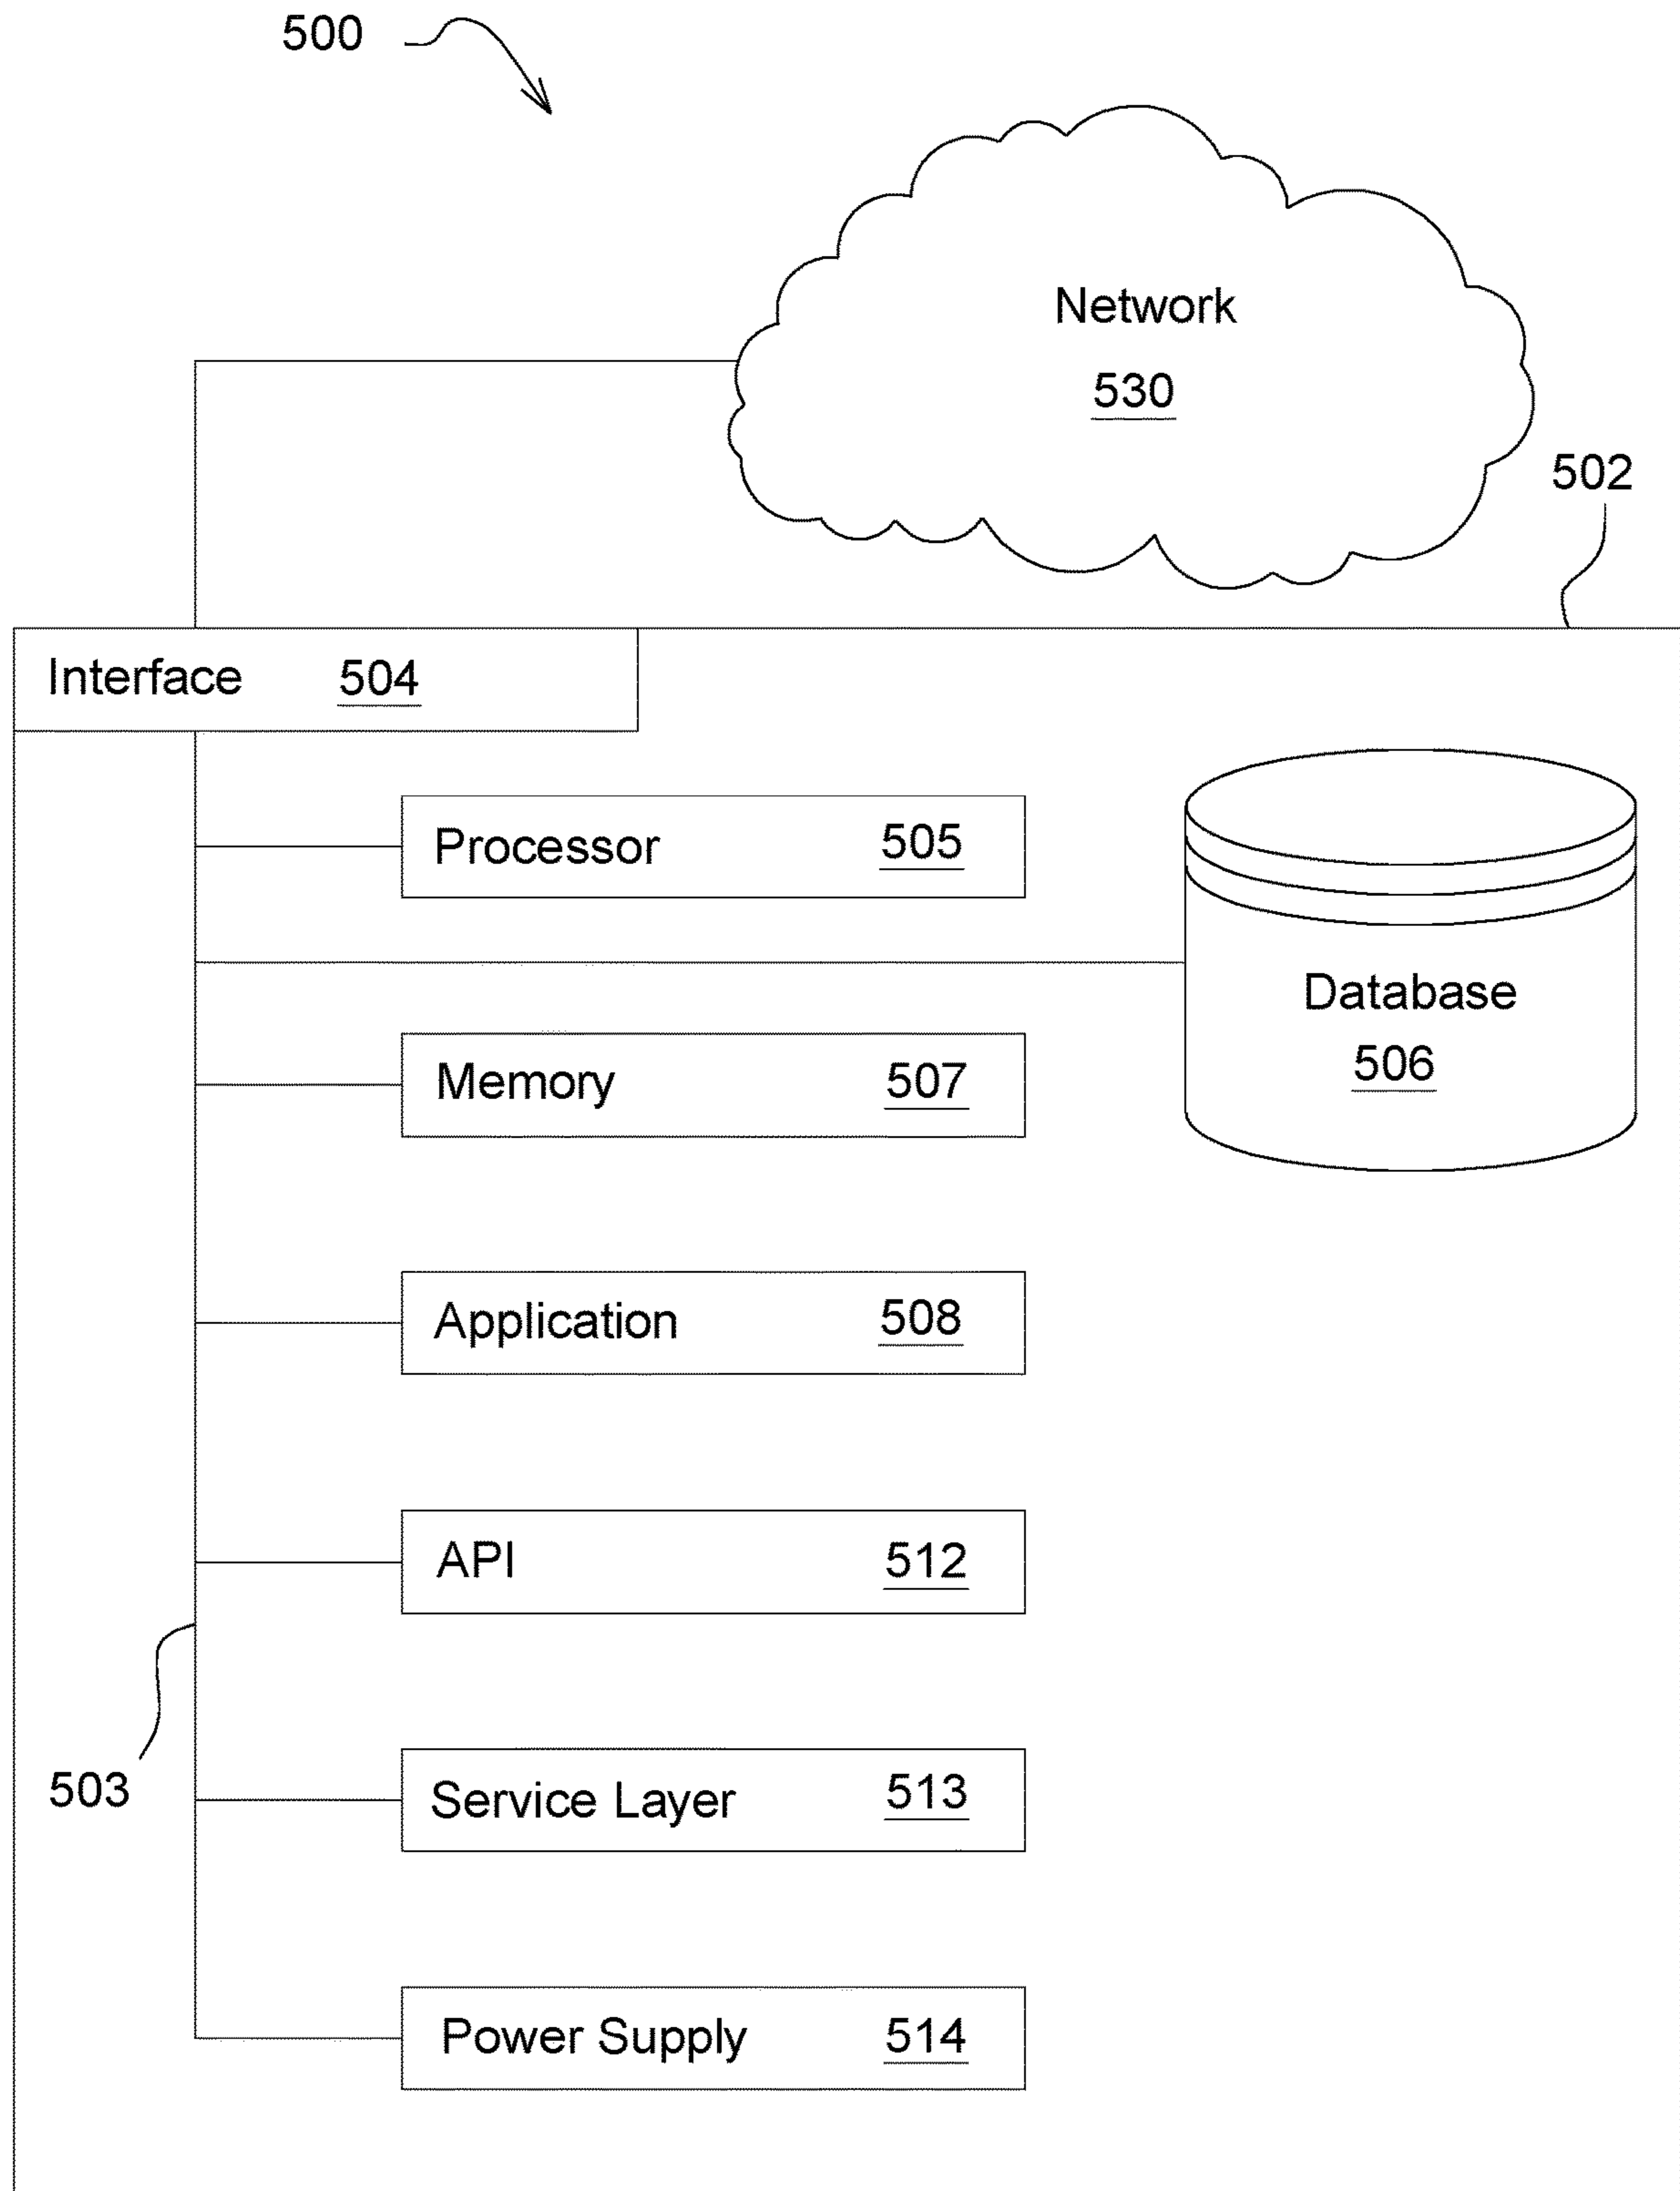 500
Network
530
502
Interface 504
Processor 505
Database
506
Memory 507
Application 508
API 512
503
Service Layer 513
Power Supply 514